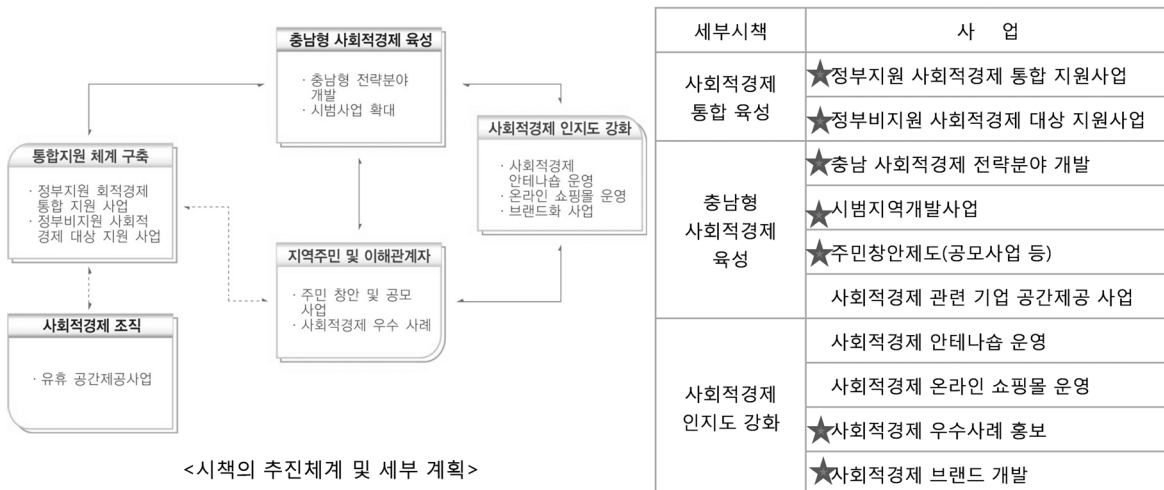 충남형 사회적경제 육성
· 충남형 전략분야
개발
· 시범사업 확대
사회적경제 인지도 강화
· 사회적경제
안테나숍 운영
· 온라인 쇼핑몰 운영
· 브랜드화 사업
통합지원 체계 구축
· 정부지원 회적경제
통합 지원 사업
· 정부비지원 사회적
경제 대상 지원 사업
지역주민 및 이해관계자
· 주민 창안 및 공모
사업
· 사회적경제 우수 사례
사회적경제 조직
· 유휴 공간제공사업
<시책의 추진체계 및 세부 계획>
세부시책
사 업
사회적경제
통합 육성
정부지원 사회적경제 통합 지원사업
정부비지원 사회적경제 대상 지원사업
충남형
사회적경제
육성
충남 사회적경제 전략분야 개발
시범지역개발사업
주민창안제도(공모사업 등)
사회적경제 관련 기업 공간제공 사업
사회적경제
인지도 강화
사회적경제 안테나숍 운영
사회적경제 온라인 쇼핑몰 운영
사회적경제 우수사례 홍보
사회적경제 브랜드 개발